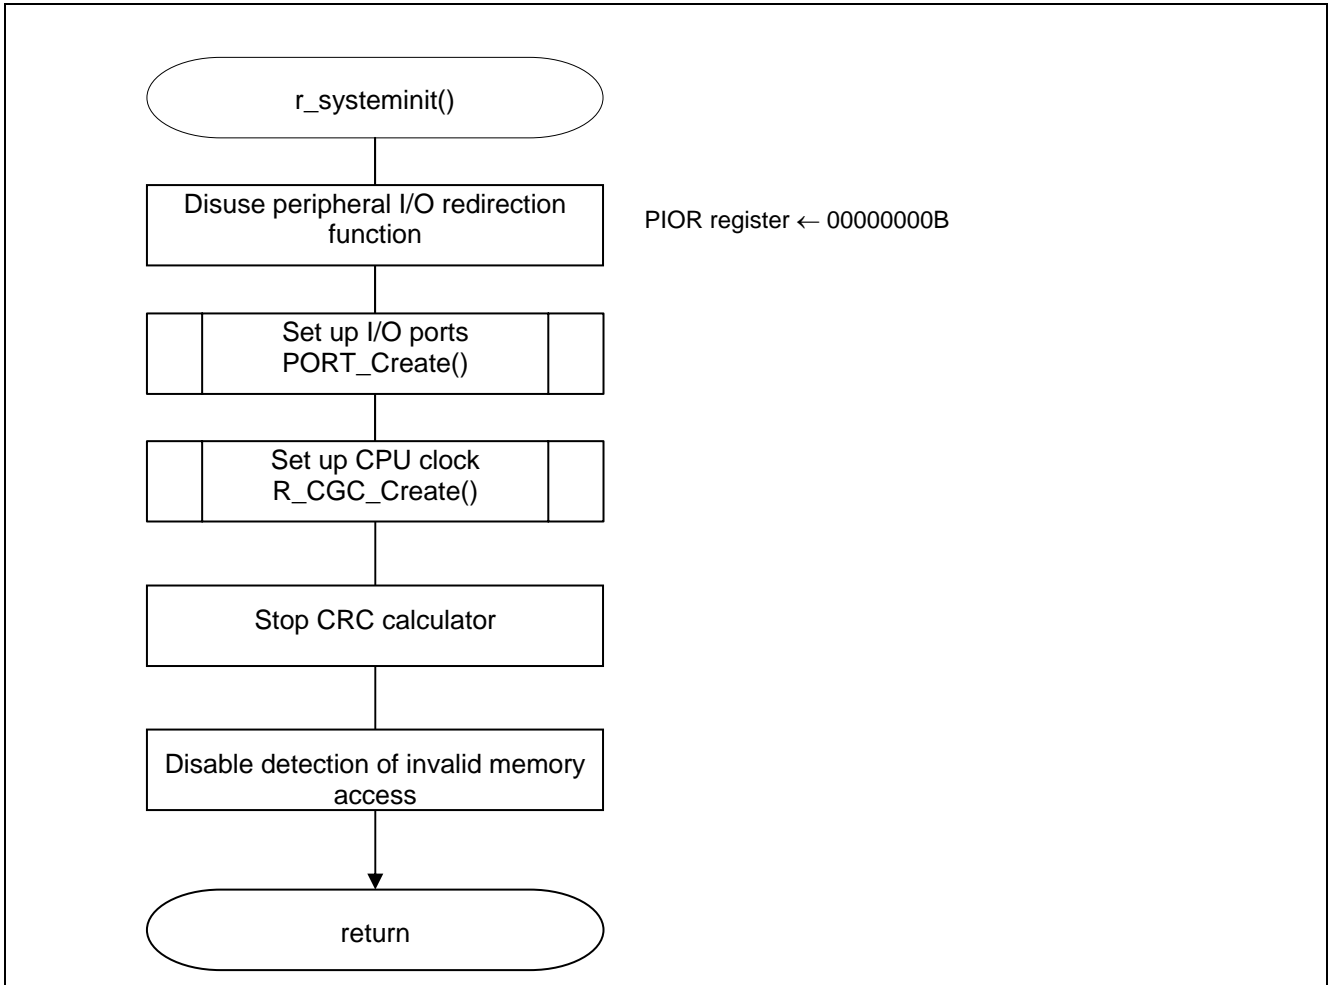 r_systeminit()
Disuse peripheral I/O redirection
function
PIOR register ← 00000000B
Set up I/O ports
PORT_Create()
Set up CPU clock
R_CGC_Create()
Stop CRC calculator
Disable detection of invalid memory
access
return